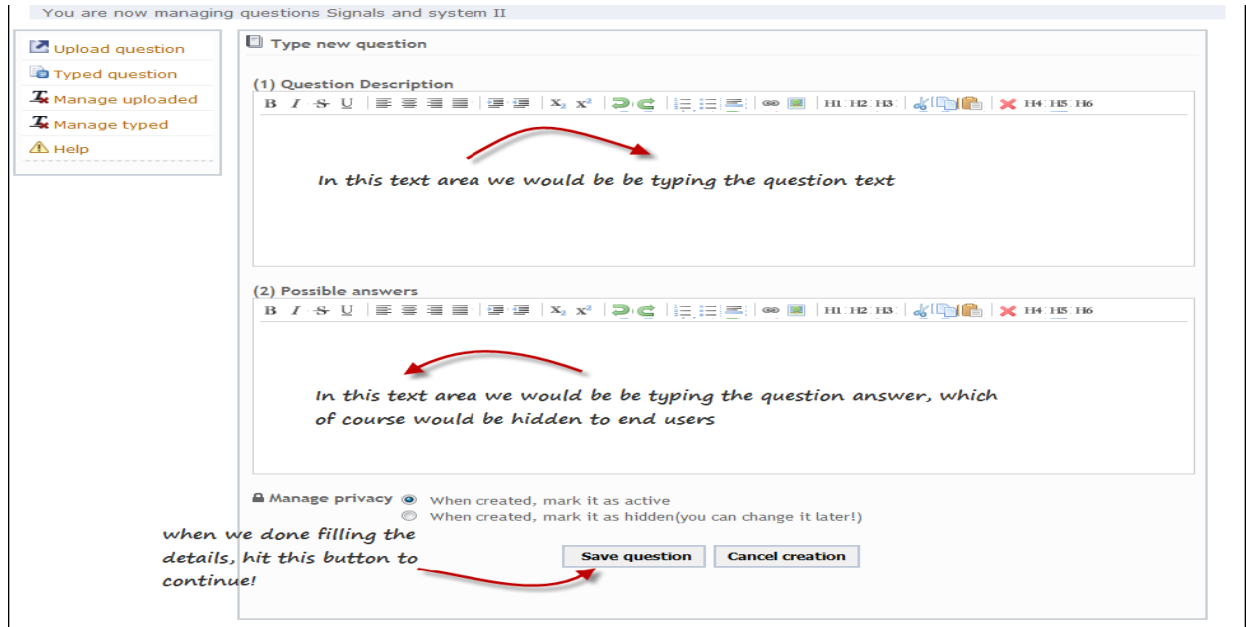 You are now managing questions Signals and system II
Upload question
Typed question
Manage uploaded
Manage typed
Help
Type new question
(1) Question Description
B I S U X₂ X² H1 H2 H3 H4 H5 H6
In this text area we would be be typing the question text
(2) Possible answers
B I S U X₂ X² H1 H2 H3 H4 H5 H6
In this text area we would be be typing the question answer, which
of course would be hidden to end users
Manage privacy When created, mark it as active
When created, mark it as hidden(you can change it later!)
when we done filling the
details, hit this button to
continue!
Save question Cancel creation